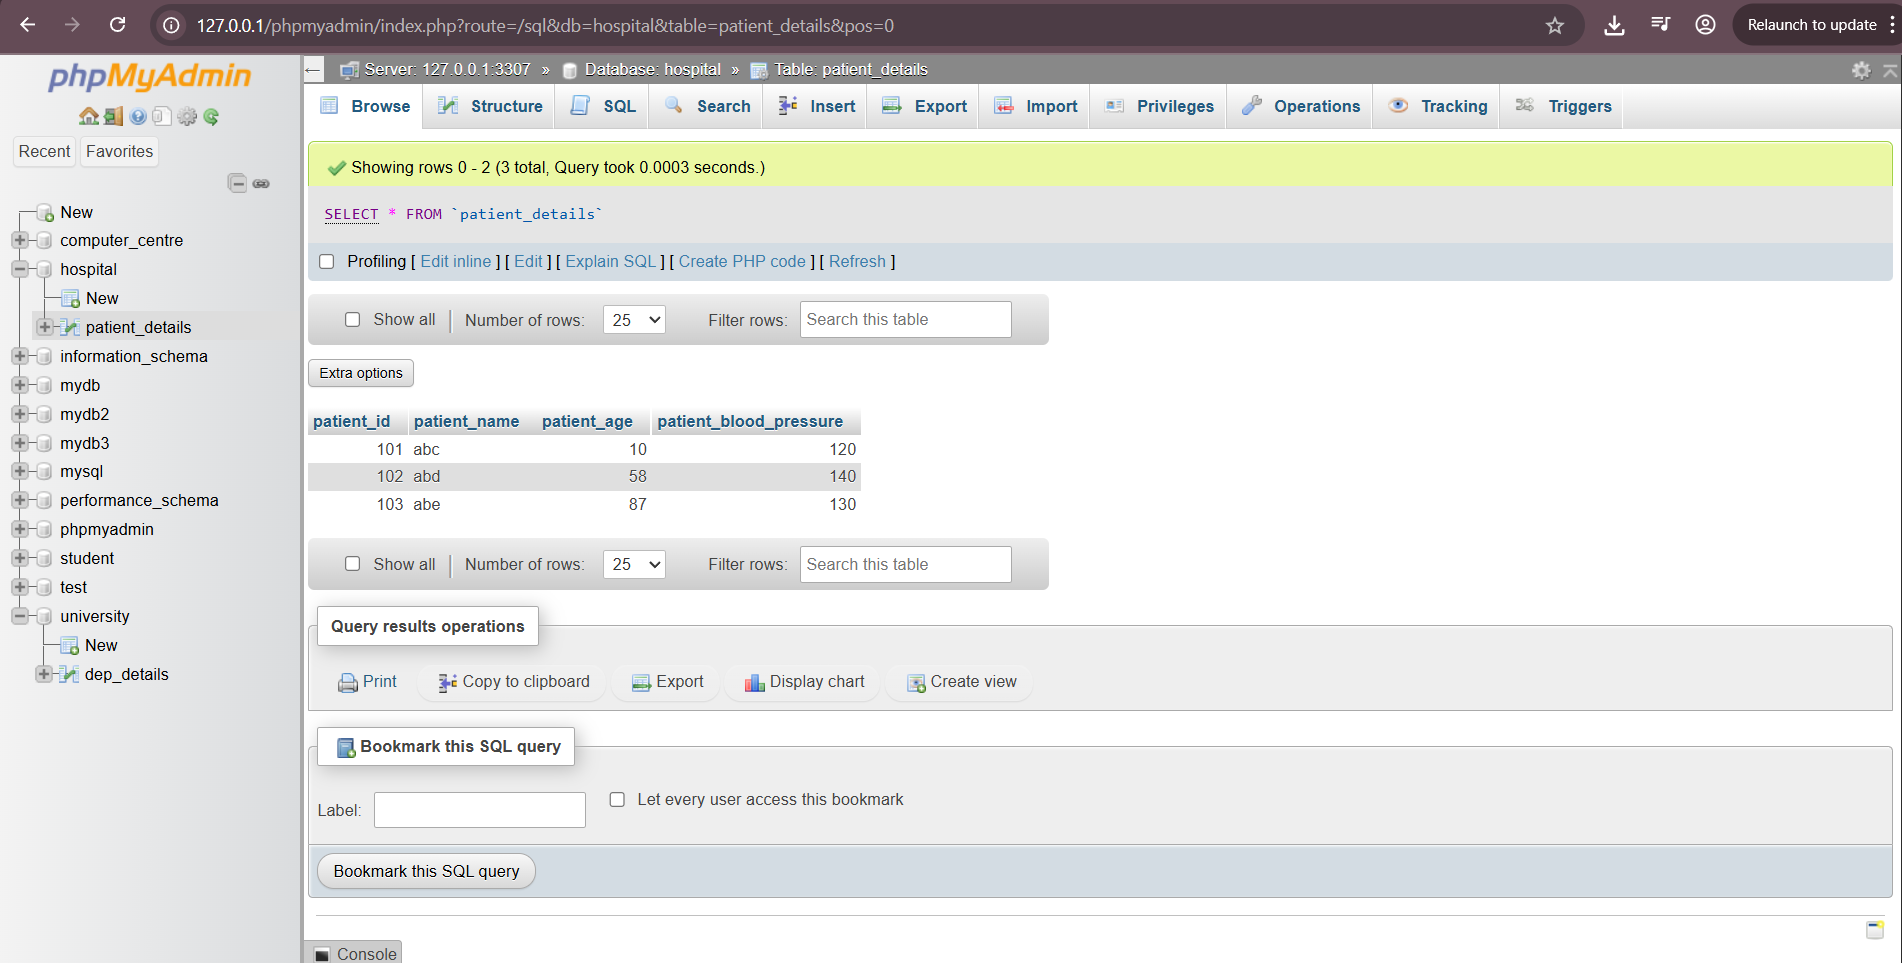 127.0.0.1/phpmyadmin/index.php?route=/sql&db=hospital&table=patient_details&pos=0
Relaunch to update
phpMyAdmin
Recent
Favorites
New
computer_centre
hospital
New
patient_details
information_schema
mydb
mydb2
mydb3
mysql
performance_schema
phpmyadmin
student
test
university
New
dep_details
Server: 127.0.0.1:3307 » Database: hospital » Table: patient_details
Browse Structure SQL Search Insert Export Import Privileges Operations Tracking Triggers
Showing rows 0 - 2 (3 total, Query took 0.0003 seconds.)
SELECT * FROM `patient_details`
Profiling [ Edit inline ] [ Edit ] [ Explain SQL ] [ Create PHP code ] [ Refresh ]
Show all | Number of rows: 25 Filter rows: Search this table
Extra options
patient_id patient_name patient_age patient_blood_pressure
101 abc 10 120
102 abd 58 140
103 abe 87 130
Show all | Number of rows: 25 Filter rows: Search this table
Query results operations
Print Copy to clipboard Export Display chart Create view
Bookmark this SQL query
Label: Let every user access this bookmark
Bookmark this SQL query
Console